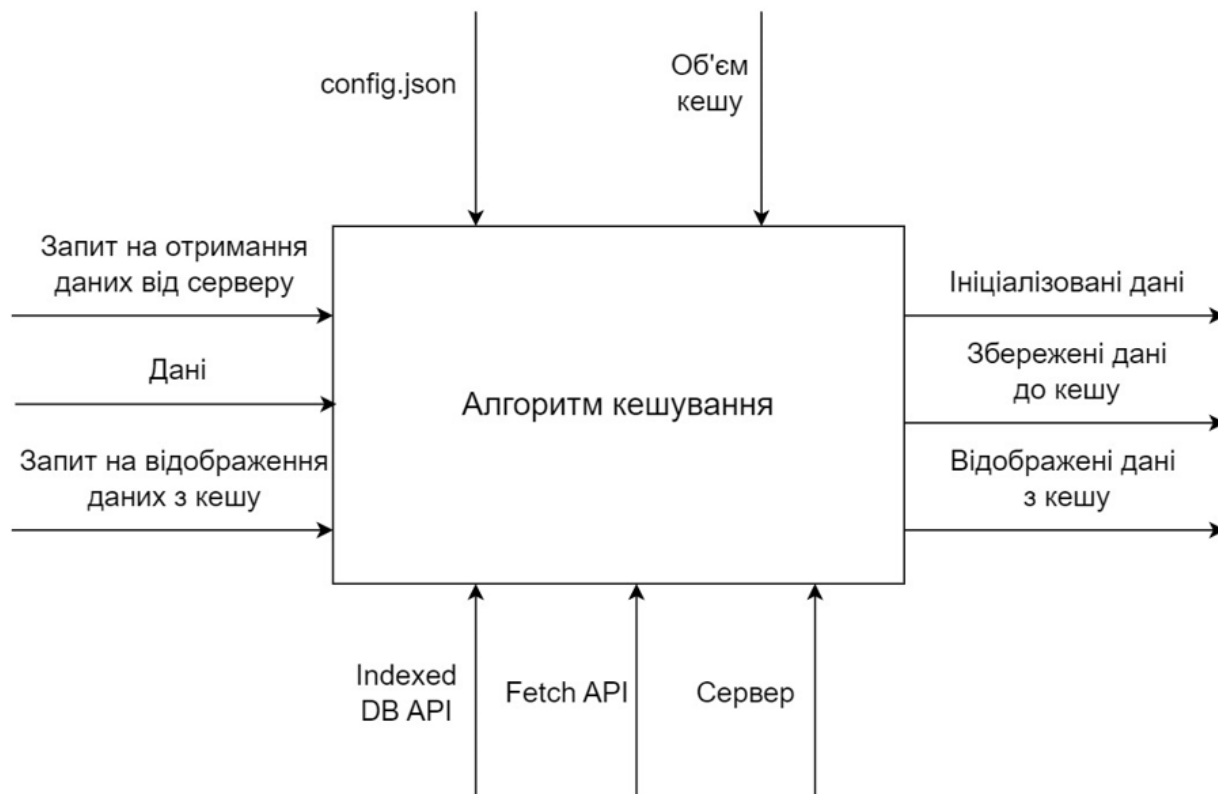 config.json
Об'єм
кешу
Запит на отримання
даних від серверу
Дані
Запит на відображення
даних з кешу
Алгоритм кешування
Ініціалізовані дані
Збережені дані
до кешу
Відображені дані
з кешу
Indexed
DB API
Fetch API
Сервер